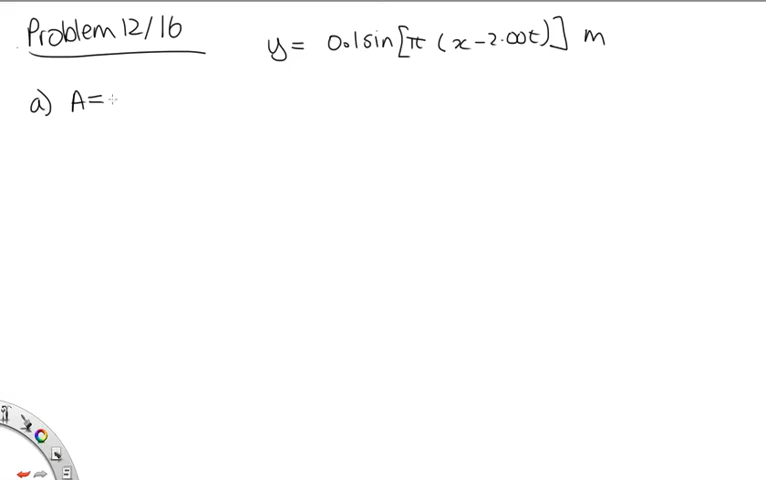 Problem 12/16
y = 0.1sin[π(x-2.00t)] m
a) A=